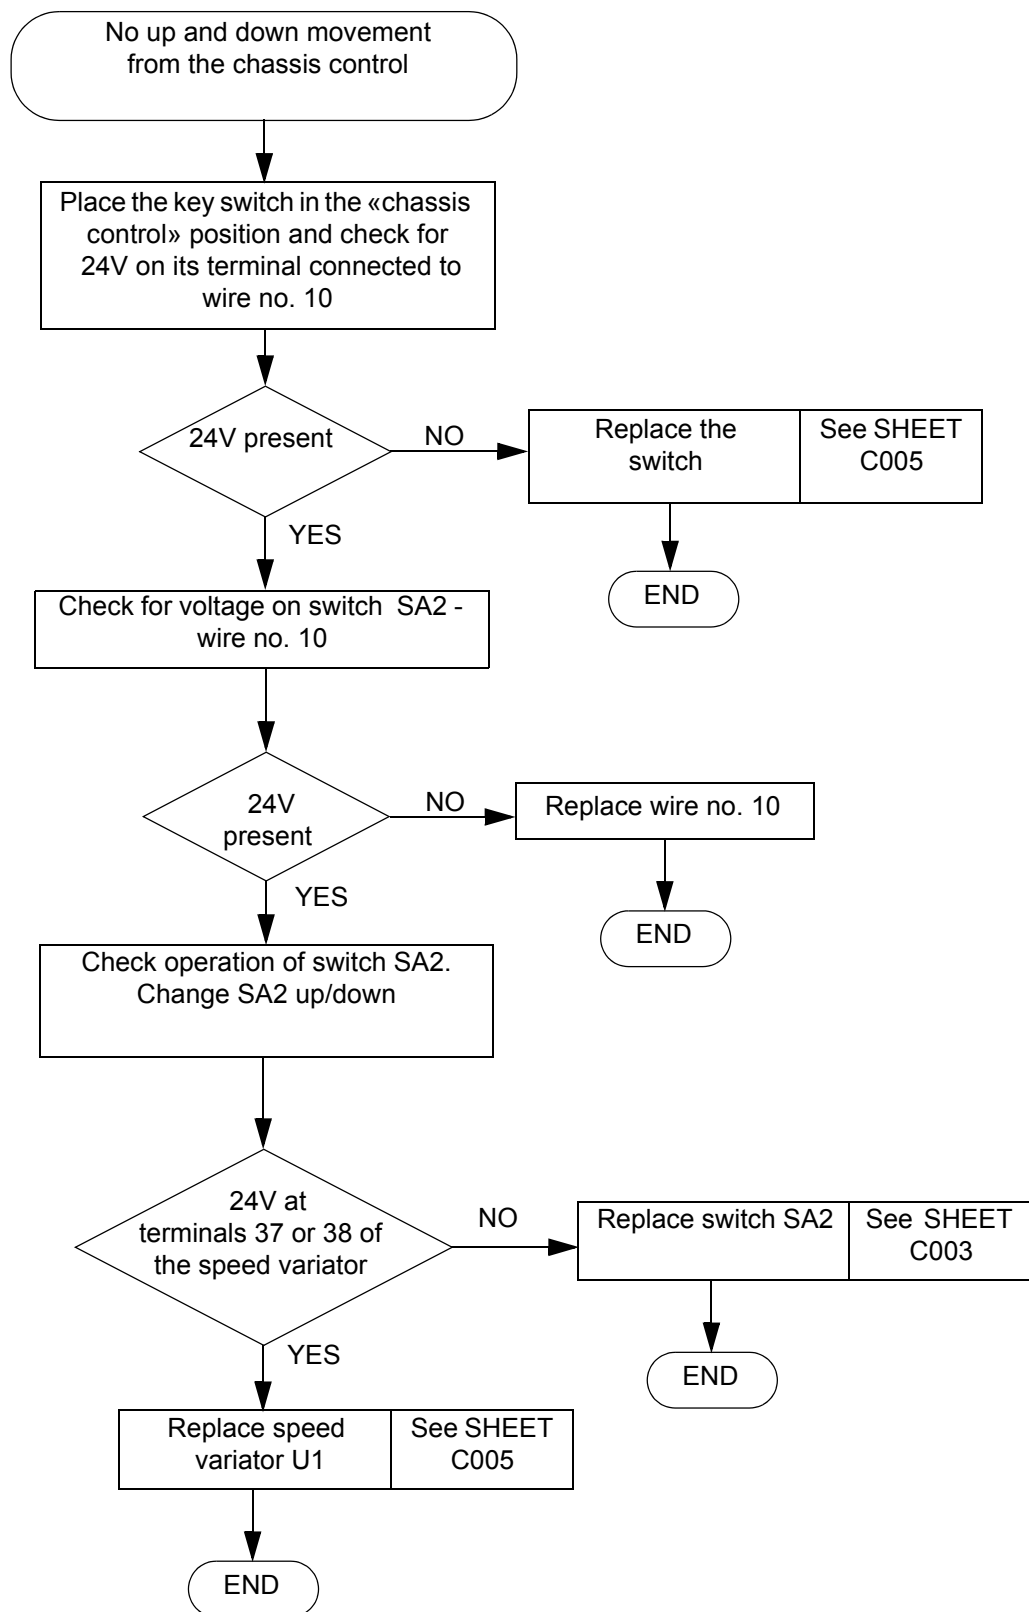 No up and down movement
from the chassis control
Place the key switch in the «chassis
control» position and check for
24V on its terminal connected to
wire no. 10
24V present
NO
Replace the
switch
See SHEET
C005
YES
END
Check for voltage on switch SA2 -
wire no. 10
24V
present
NO
Replace wire no. 10
YES
END
Check operation of switch SA2.
Change SA2 up/down
24V at
terminals 37 or 38 of
the speed variator
NO
Replace switch SA2
See SHEET
C003
YES
END
Replace speed
variator U1
See SHEET
C005
END